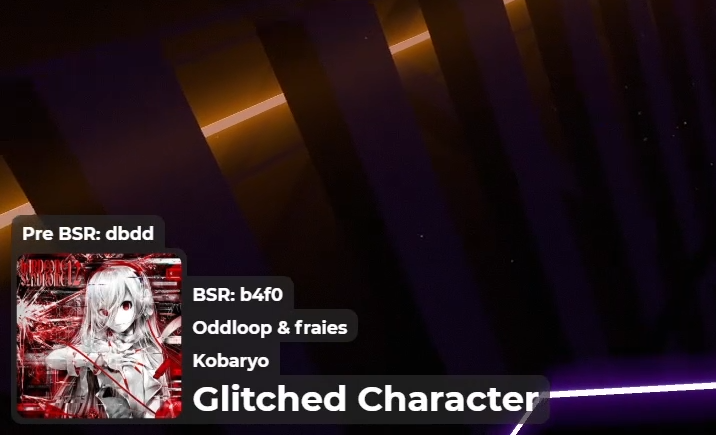 Pre BSR: dbdd
BSR: b4f0
Oddloop & fraies
Kobaryo
Glitched Character